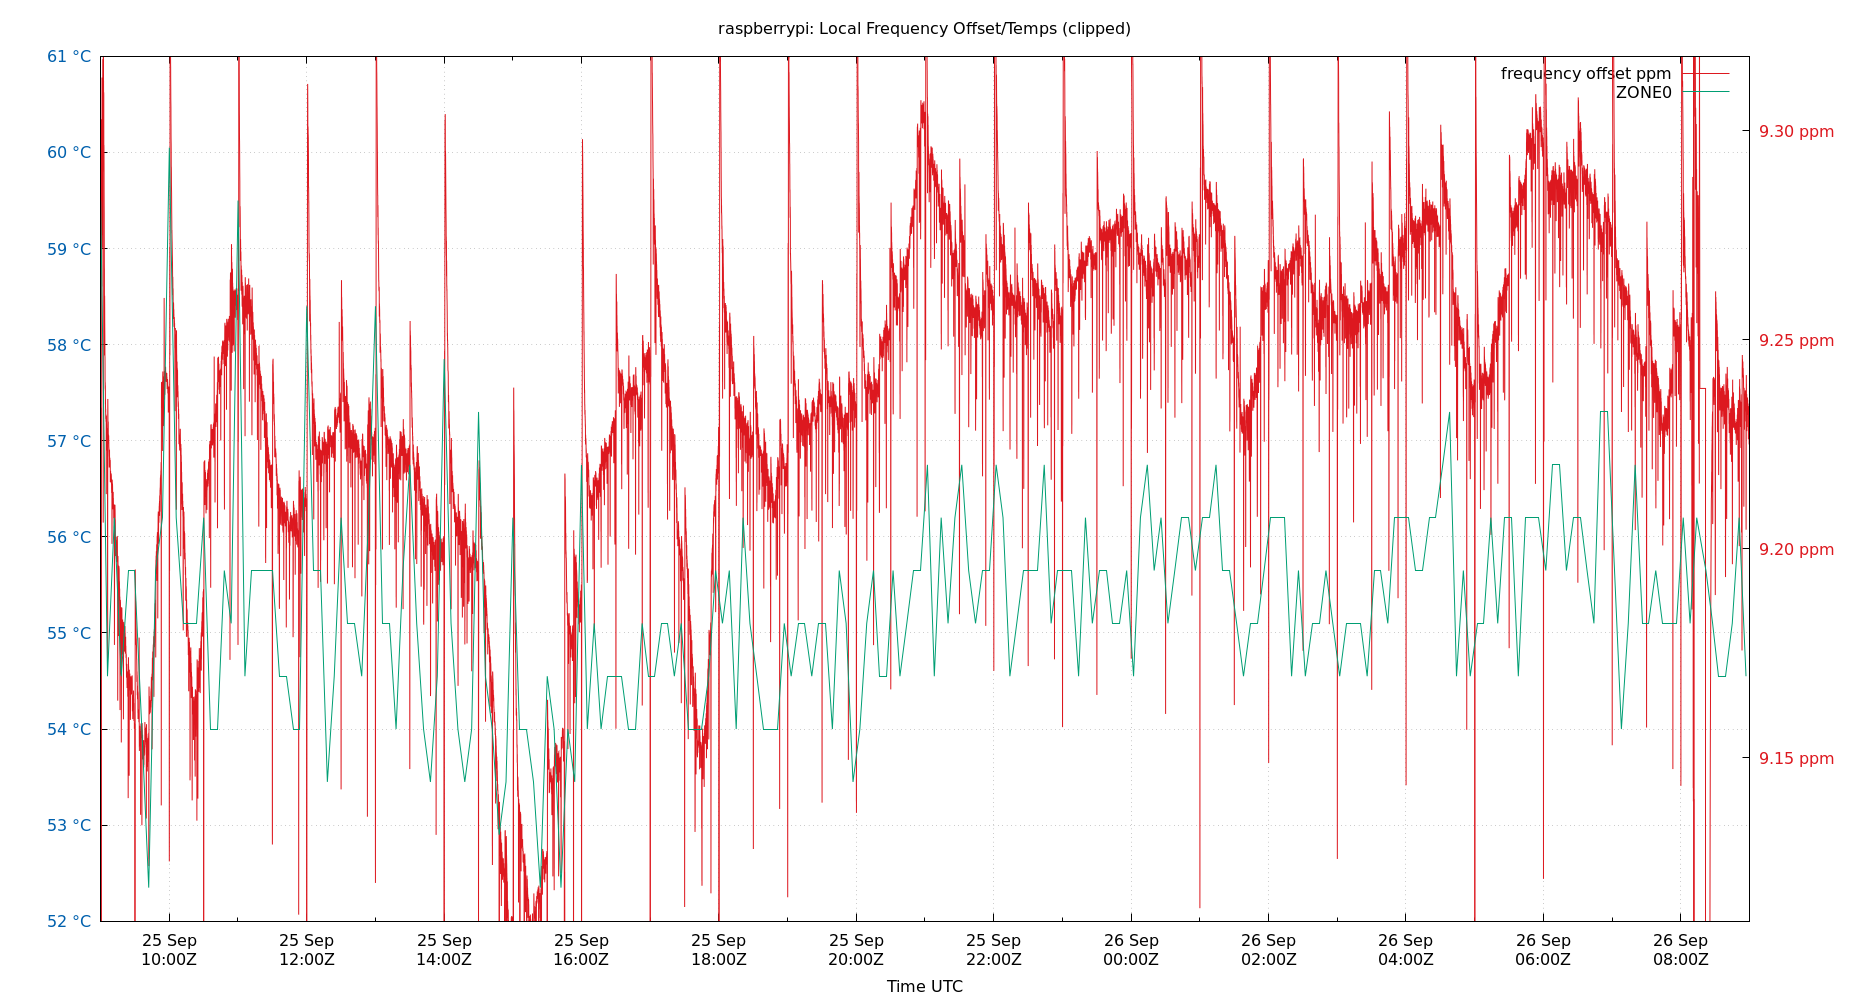 raspberrypi: Local Frequency Offset/Temps (clipped)
frequency offset ppm
ZONE0
61 °C
60 °C
59 °C
58 °C
57 °C
56 °C
55 °C
54 °C
53 °C
52 °C
9.30 ppm
9.25 ppm
9.20 ppm
9.15 ppm
25 Sep 25 Sep 25 Sep 25 Sep 25 Sep 25 Sep 25 Sep 26 Sep 26 Sep 26 Sep 26 Sep 26 Sep
10:00Z 12:00Z 14:00Z 16:00Z 18:00Z 20:00Z 22:00Z 00:00Z 02:00Z 04:00Z 06:00Z 08:00Z
Time UTC